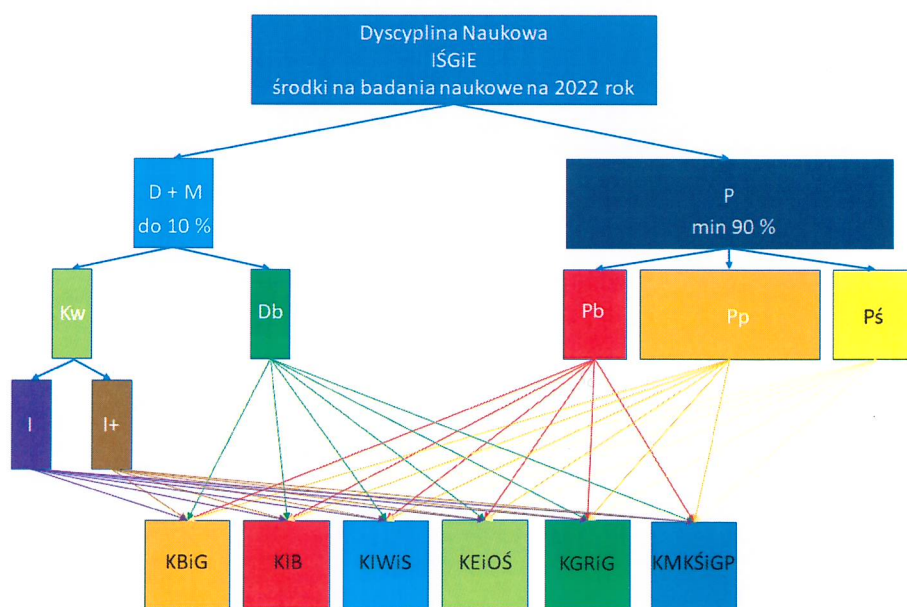 Dyscyplina Naukowa
IŚGiE
środki na badania naukowe na 2022 rok
D + M
do 10 %
P
min 90 %
Kw
Db
Pb
Pp
Pś
I
I+
KBiG
KiB
KIWiS
KEiOŚ
KGRiG
KMKŚiGP